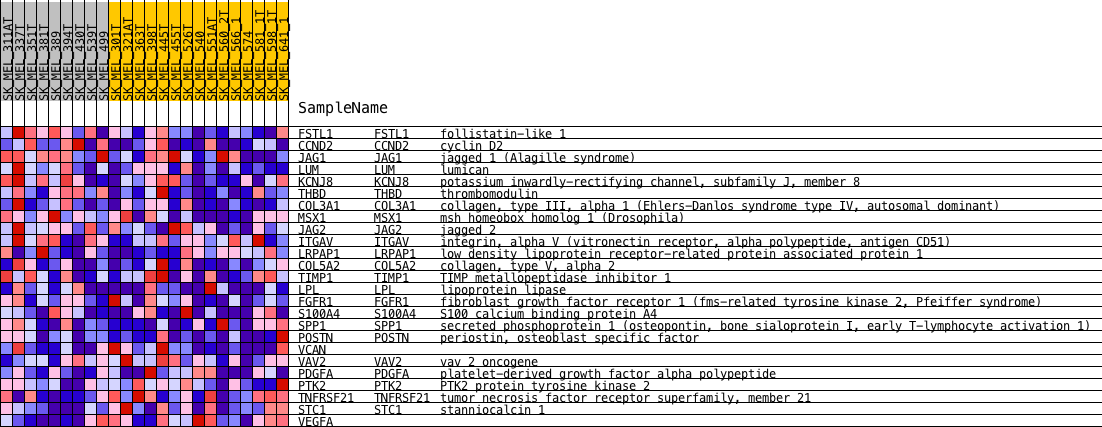 SK_MEL_311AT
SK_MEL_337T
SK_MEL_351T
SK_MEL_381T
SK_MEL_389
SK_MEL_394T
SK_MEL_430T
SK_MEL_539T
SK_MEL_499
SK_MEL_301T
SK_MEL_321AT
SK_MEL_363T
SK_MEL_398T
SK_MEL_445T
SK_MEL_455T
SK_MEL_526T
SK_MEL_540
SK_MEL_551AT
SK_MEL_560_2T
SK_MEL_566_1
SK_MEL_574
SK_MEL_581_1T
SK_MEL_598_1T
SK_MEL_641_1
SampleName
FSTL1 FSTL1 follistatin-like 1
CCND2 CCND2 cyclin D2
JAG1 JAG1 jagged 1 (Alagille syndrome)
LUM LUM lumican
KCNJ8 KCNJ8 potassium inwardly-rectifying channel, subfamily J, member 8
THBD THBD thrombomodulin
COL3A1 COL3A1 collagen, type III, alpha 1 (Ehlers-Danlos syndrome type IV, autosomal dominant)
MSX1 MSX1 msh homeobox homolog 1 (Drosophila)
JAG2 JAG2 jagged 2
ITGAV ITGAV integrin, alpha V (vitronectin receptor, alpha polypeptide, antigen CD51)
LRPAP1 LRPAP1 low density lipoprotein receptor-related protein associated protein 1
COL5A2 COL5A2 collagen, type V, alpha 2
TIMP1 TIMP1 TIMP metallopeptidase inhibitor 1
LPL LPL lipoprotein lipase
FGFR1 FGFR1 fibroblast growth factor receptor 1 (fms-related tyrosine kinase 2, Pfeiffer syndrome)
S100A4 S100A4 S100 calcium binding protein A4
SPP1 SPP1 secreted phosphoprotein 1 (osteopontin, bone sialoprotein I, early T-lymphocyte activation 1)
POSTN POSTN periostin, osteoblast specific factor
VCAN
VAV2 VAV2 vav 2 oncogene
PDGFA PDGFA platelet-derived growth factor alpha polypeptide
PTK2 PTK2 PTK2 protein tyrosine kinase 2
TNFRSF21 TNFRSF21 tumor necrosis factor receptor superfamily, member 21
STC1 STC1 stanniocalcin 1
VEGFA